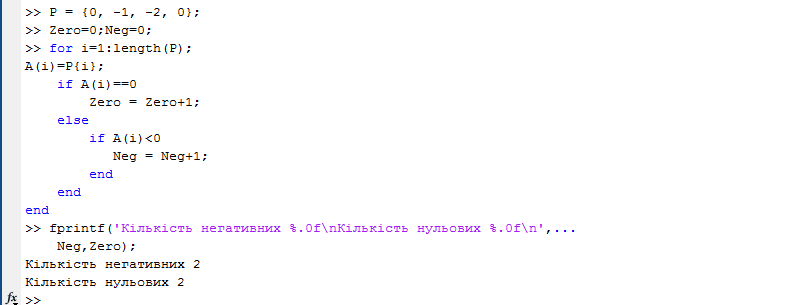 >> P = {0, -1, -2, 0};
>> Zero=0;Neg=0;
>> for i=1:length(P);
A(i)=P{i};
    if A(i)==0
        Zero = Zero+1;
    else
        if A(i)<0
           Neg = Neg+1;
        end
    end
end
>> fprintf('Кількість негативних %.0f\nКількість нульових %.0f\n',...
    Neg,Zero);
Кількість негативних 2
Кількість нульових 2
fx >>